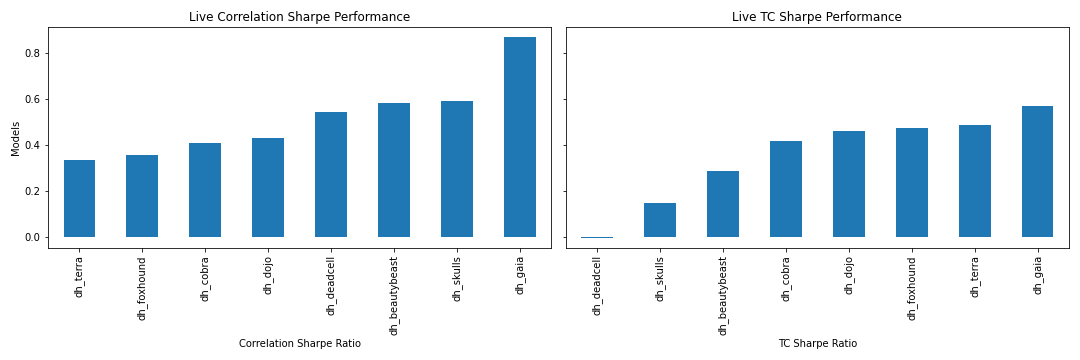 Live Correlation Sharpe Performance
Live TC Sharpe Performance
Models
0.8
0.6
0.4
0.2
0.0
dh_terra
dh_foxhound
dh_cobra
dh_dojo
dh_deadcell
dh_beautybeast
dh_skulls
dh_gaia
Correlation Sharpe Ratio
dh_deadcell
dh_skulls
dh_beautybeast
dh_cobra
dh_dojo
dh_foxhound
dh_terra
dh_gaia
TC Sharpe Ratio